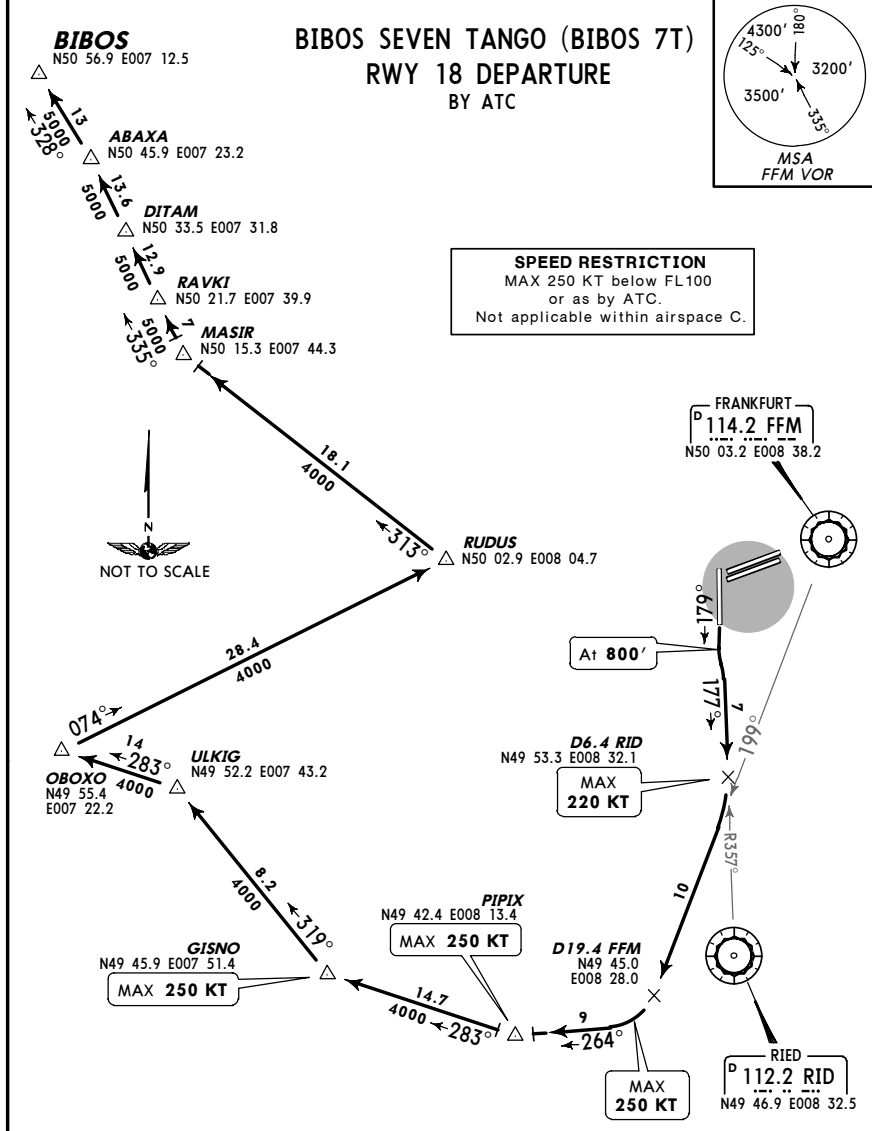 BIBOS SEVEN TANGO (BIBOS 7T)
RWY 18 DEPARTURE
BY ATC
4300'
180°
125°
3200'
3500'
335°
MSA
FFM VOR
BIBOS
N50 56.9 E007 12.5
13
5000
328°
ABAXA
N50 45.9 E007 23.2
13.6
5000
DITAM
N50 33.5 E007 31.8
12.9
5000
RAVKI
N50 21.7 E007 39.9
7
5000
335°
MASIR
N50 15.3 E007 44.3
SPEED RESTRICTION
MAX 250 KT below FL100
or as by ATC.
Not applicable within airspace C.
FRANKFURT
D 114.2 FFM
N50 03.2 E008 38.2
18.1
4000
313°
RUDUS
N50 02.9 E008 04.7
N
NOT TO SCALE
179°
At 800'
177°
7
199°
28.4
4000
074°
OBOXO
N49 55.4
E007 22.2
14
283°
4000
ULKIG
N49 52.2 E007 43.2
D6.4 RID
N49 53.3 E008 32.1
MAX
220 KT
R357°
10
8.2
4000
319°
PIPIX
N49 42.4 E008 13.4
MAX 250 KT
GISNO
N49 45.9 E007 51.4
MAX 250 KT
D19.4 FFM
N49 45.0
E008 28.0
14.7
4000
283°
9
264°
MAX
250 KT
RIED
D 112.2 RID
N49 46.9 E008 32.5